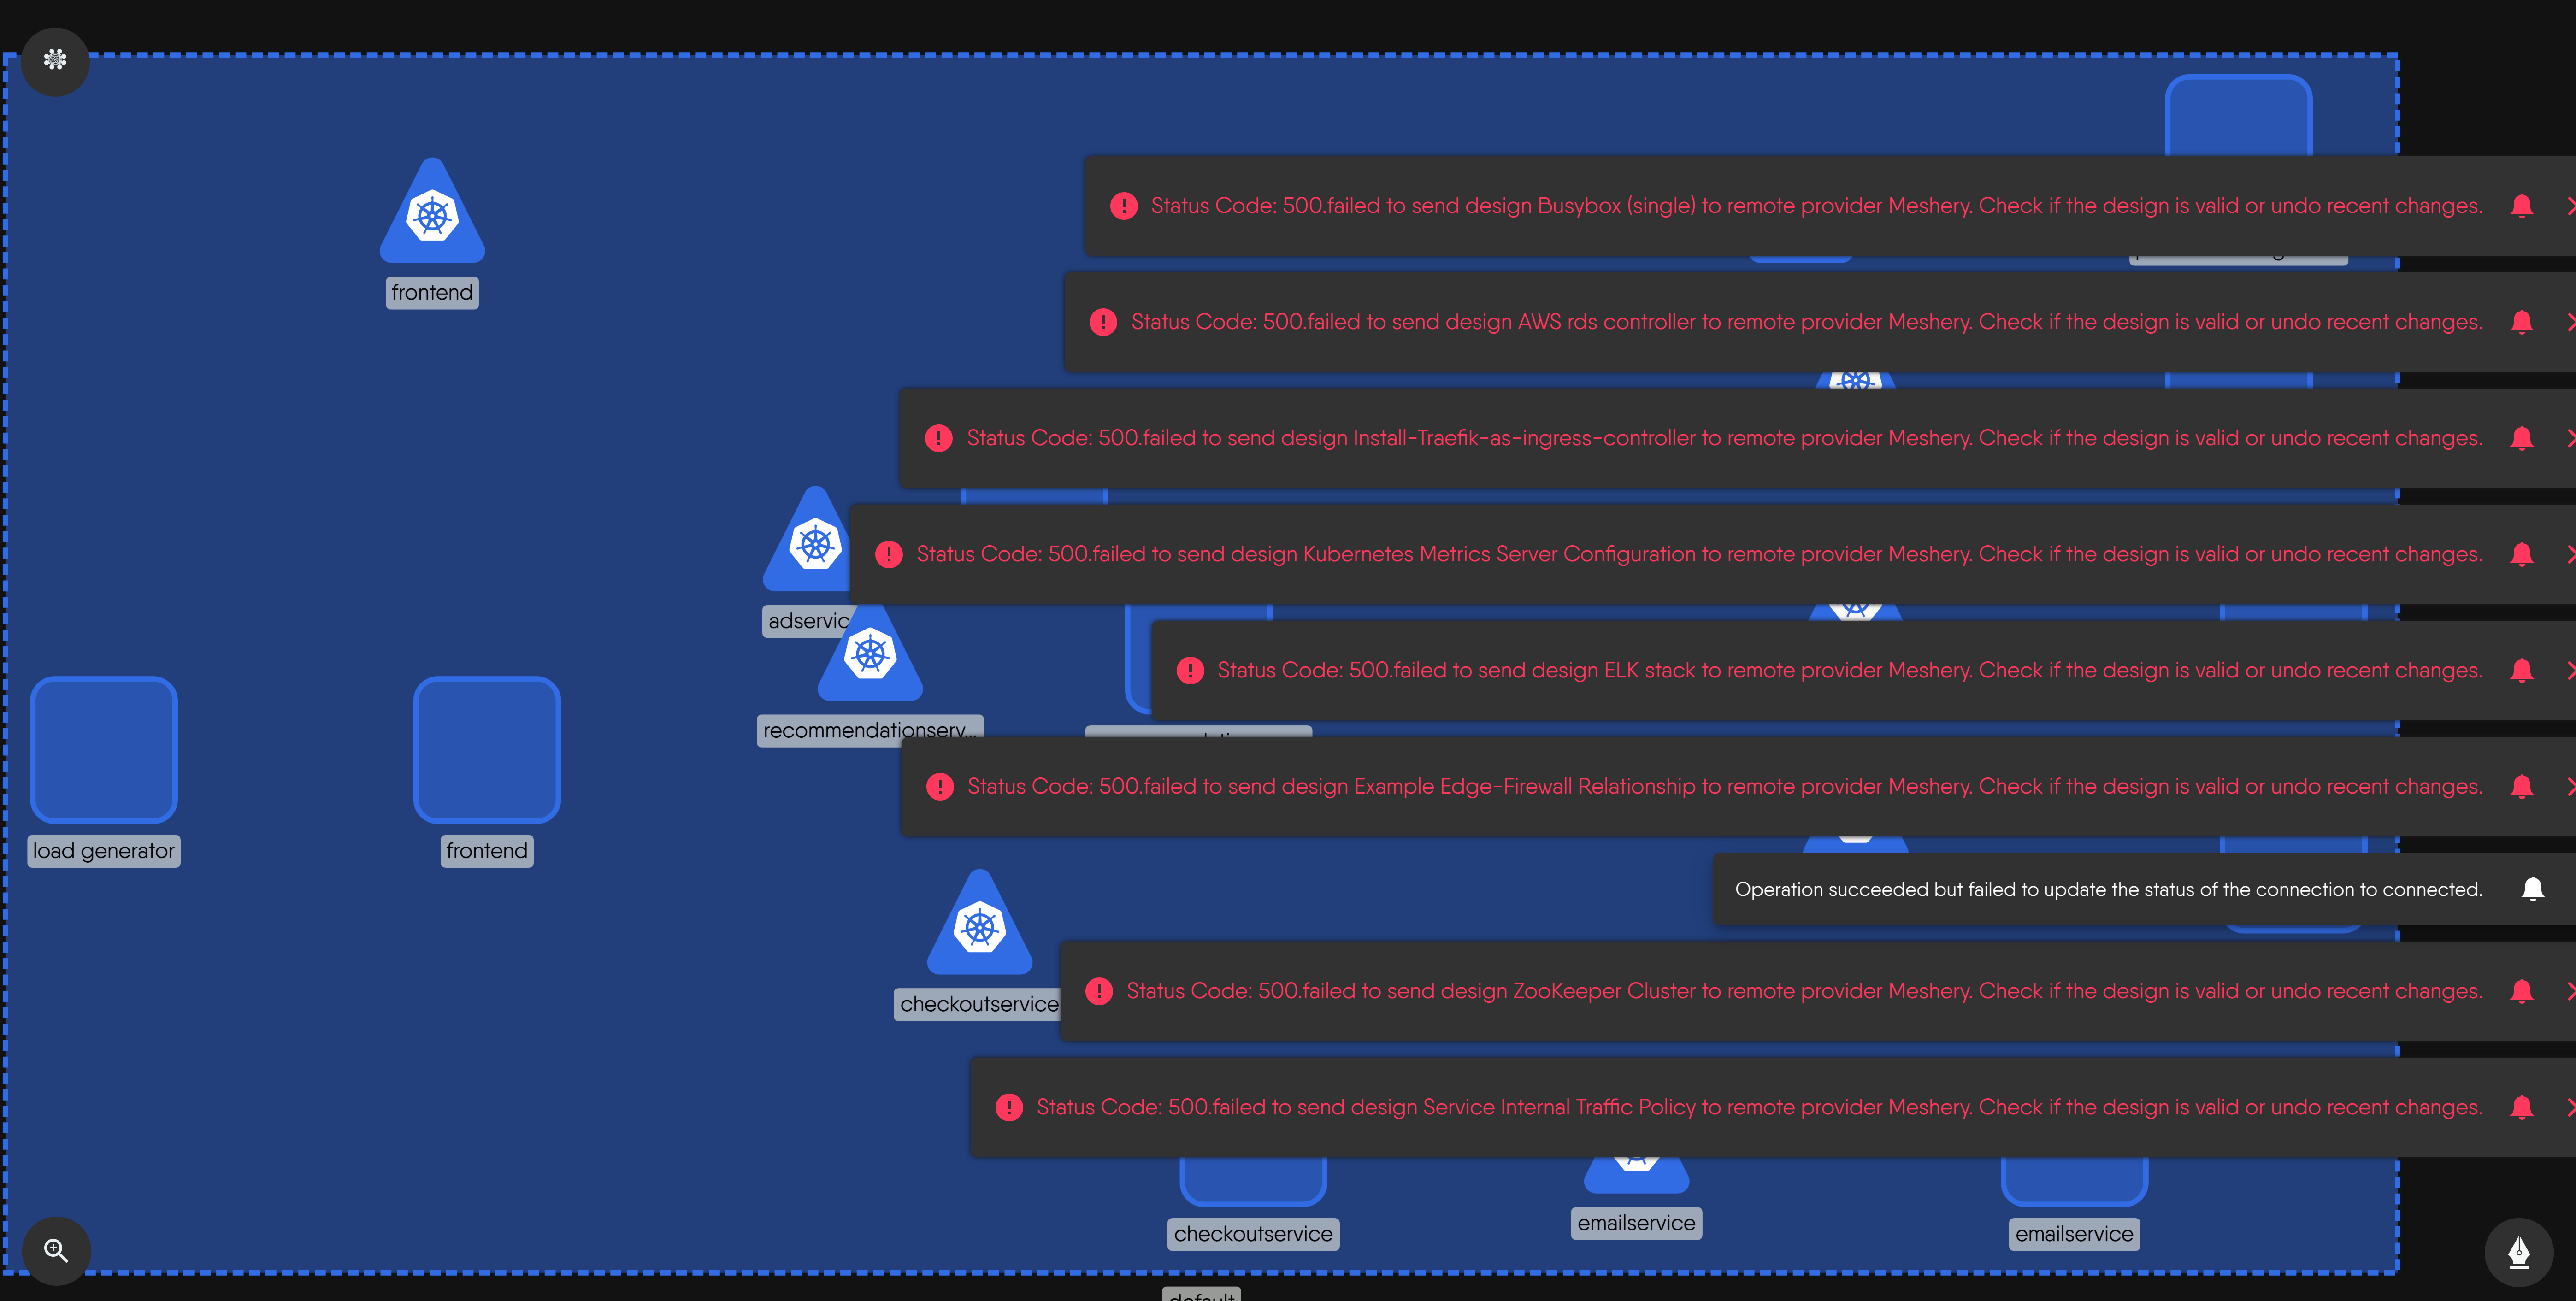 Status Code: 500.failed to send design Busybox (single) to remote provider Meshery. Check if the design is valid or undo recent changes.
frontend
Status Code: 500.failed to send design AWS rds controller to remote provider Meshery. Check if the design is valid or undo recent changes.
Status Code: 500.failed to send design Install-Traefik-as-ingress-controller to remote provider Meshery. Check if the design is valid or undo recent changes.
Status Code: 500.failed to send design Kubernetes Metrics Server Configuration to remote provider Meshery. Check if the design is valid or undo recent changes.
adservic
Status Code: 500.failed to send design ELK stack to remote provider Meshery. Check if the design is valid or undo recent changes.
recommendationserv...
Status Code: 500.failed to send design Example Edge-Firewall Relationship to remote provider Meshery. Check if the design is valid or undo recent changes.
load generator
frontend
Operation succeeded but failed to update the status of the connection to connected.
Status Code: 500.failed to send design ZooKeeper Cluster to remote provider Meshery. Check if the design is valid or undo recent changes.
checkoutservice
Status Code: 500.failed to send design Service Internal Traffic Policy to remote provider Meshery. Check if the design is valid or undo recent changes.
emailservice
checkoutservice
emailservice
default